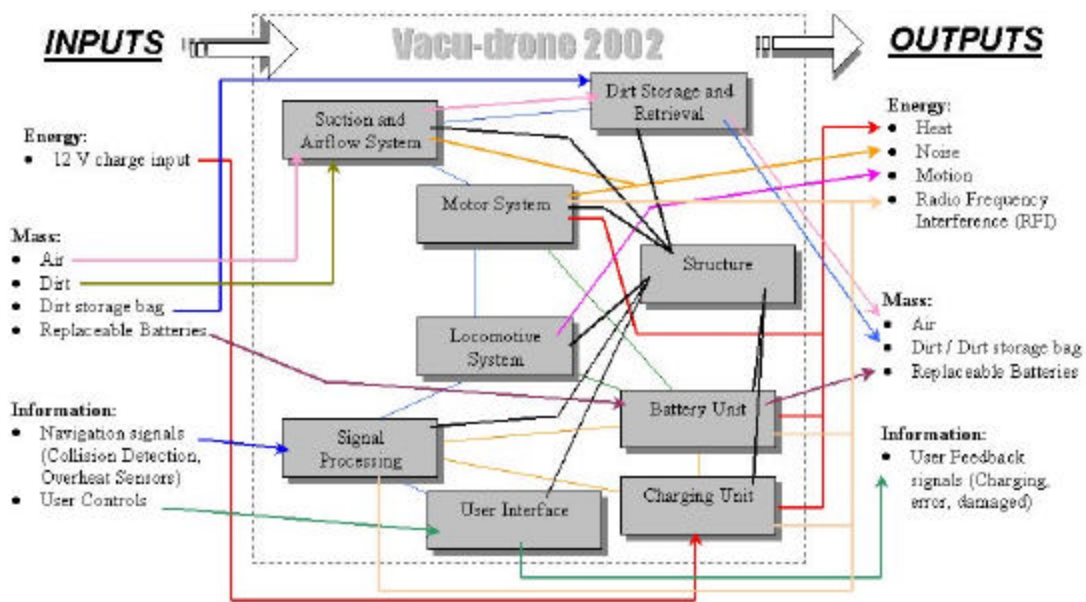 INPUTS
Vacu-drone 2002
OUTPUTS
Energy:
• 12 V charge input
Mass:
• Air
• Dirt
• Dirt storage bag
• Replaceable Batteries
Information:
• Navigation signals
(Collision Detection,
Overheat Sensors)
• User Controls
Dirt Storage and
Retrieval
Suction and
Airflow System
Motor System
Structure
Locomotive
System
Battery Unit
Signal
Processing
Charging Unit
User Interface
Energy:
• Heat
• Noise
• Motion
• Radio Frequency
Interference (RFI)
Mass:
• Air
• Dirt / Dirt storage bag
• Replaceable Batteries
Information:
• User Feedback
signals (Charging,
error, damaged)